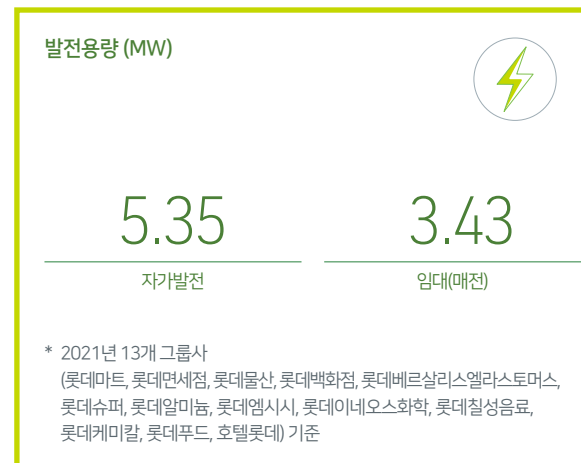 발전용량 (MW)
5.35
3.43
자가발전
임대(매전)
* 2021년 13개 그룹사
(롯데마트, 롯데면세점, 롯데물산, 롯데백화점, 롯데베르살리스엘라스토머스,
롯데슈퍼, 롯데알미늄, 롯데엠시시, 롯데이네오스화학, 롯데칠성음료,
롯데케미칼, 롯데푸드, 호텔롯데) 기준